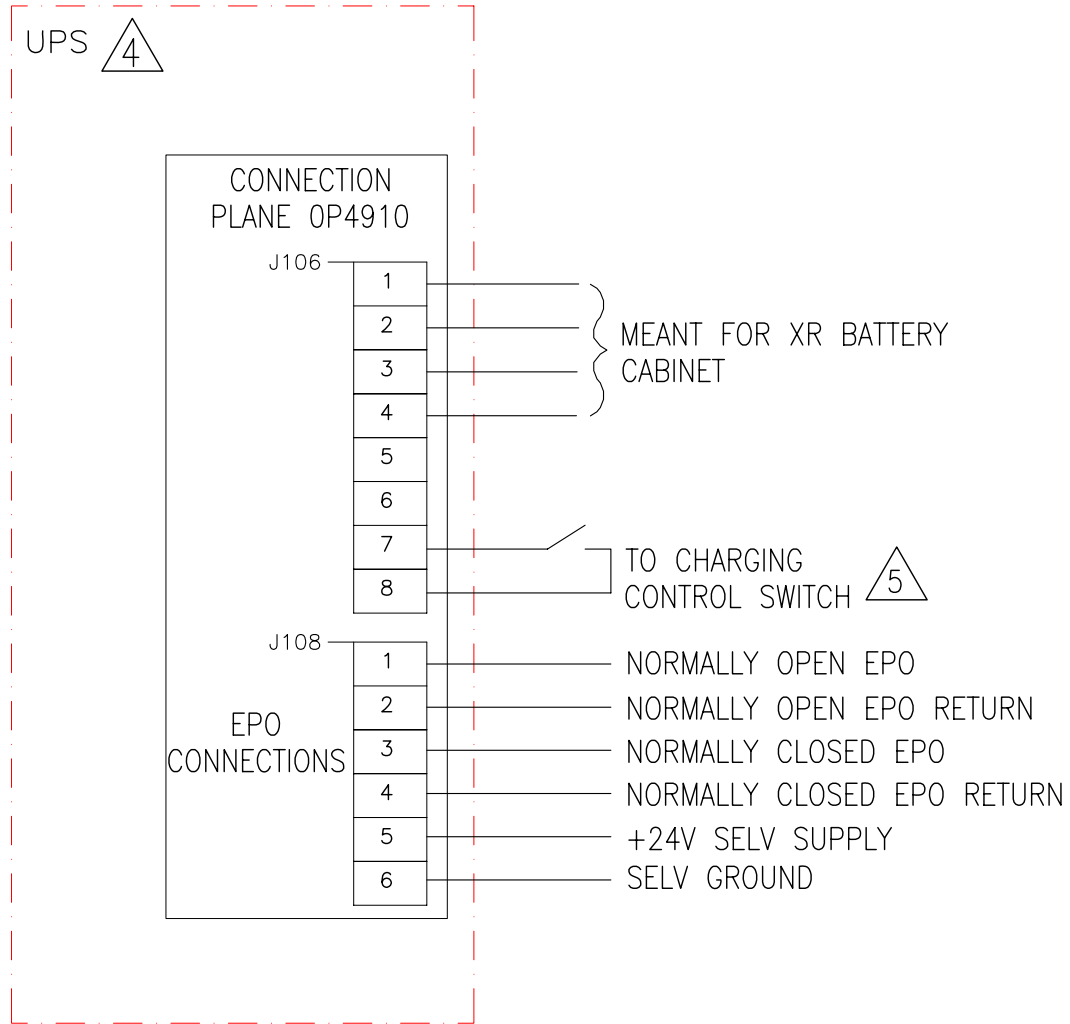 UPS 4
CONNECTION
PLANE 0P4910
J106
1
2
3
4
MEANT FOR XR BATTERY
CABINET
5
6
7
8
TO CHARGING
CONTROL SWITCH 5
J108
EPO
CONNECTIONS
1 NORMALLY OPEN EPO
2 NORMALLY OPEN EPO RETURN
3 NORMALLY CLOSED EPO
4 NORMALLY CLOSED EPO RETURN
5 +24V SELV SUPPLY
6 SELV GROUND